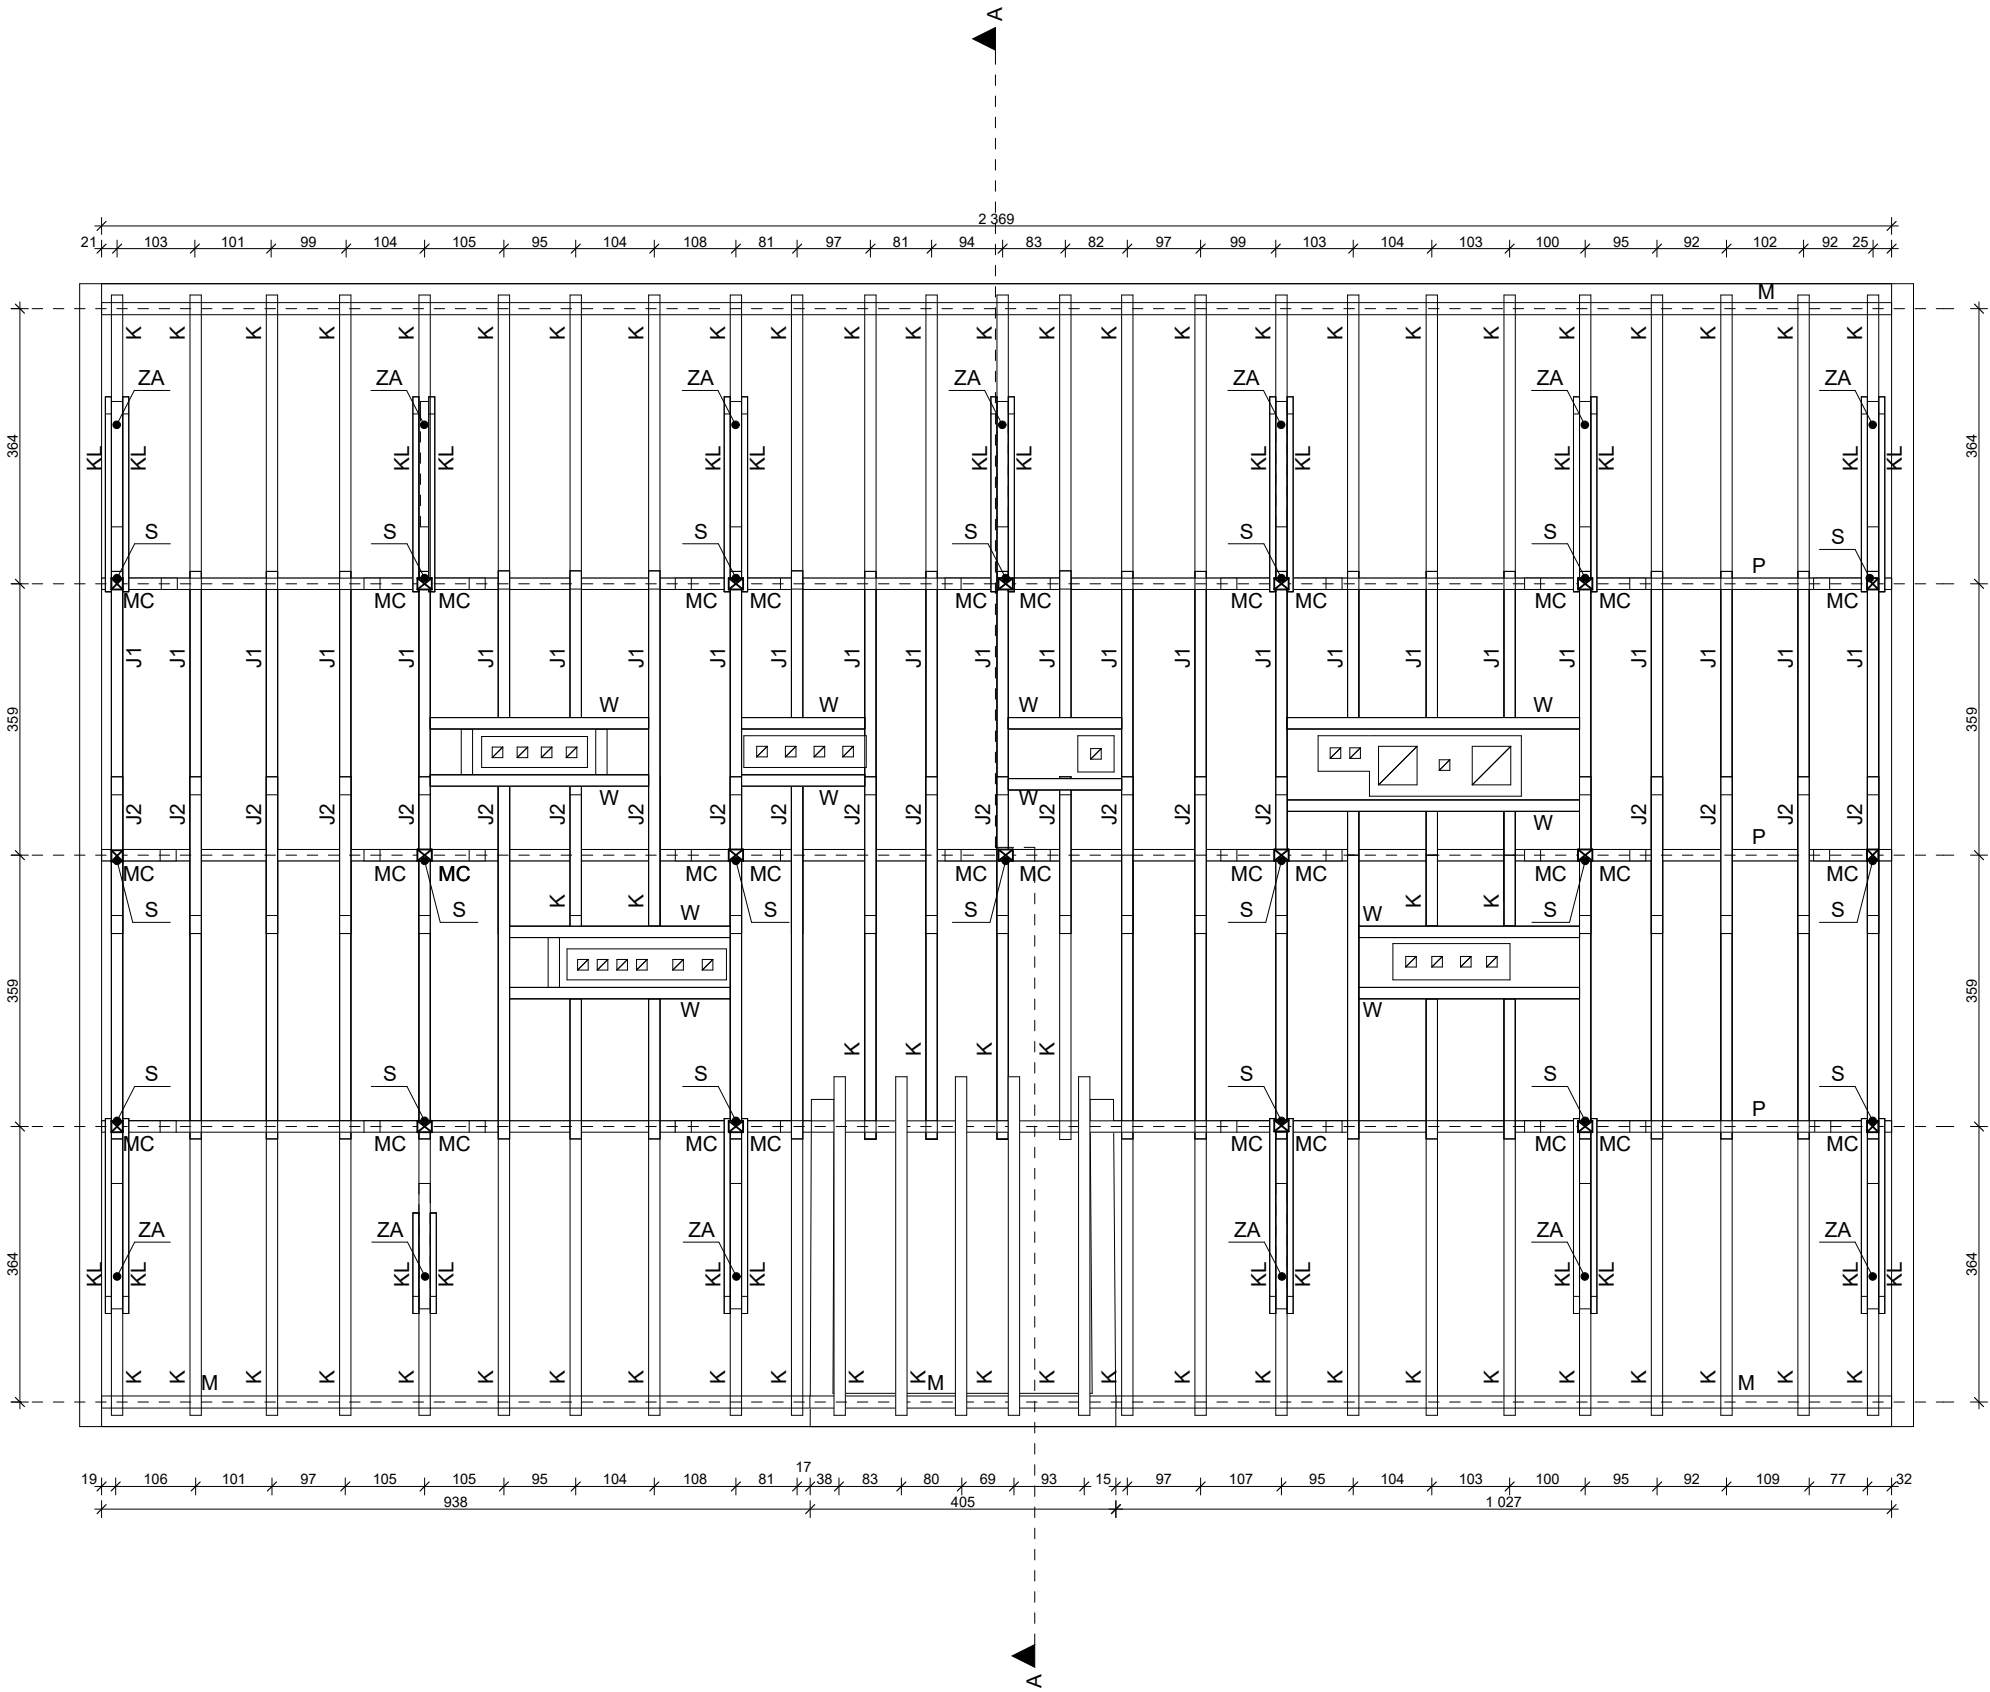 A
2 369
21 103 101 99 104 105 95 104 108 81 97 81 94 83 82 97 99 103 104 103 100 95 92 102 92 25
M
K K K K K K K K K K K K K K K K K K K K K K K K K
ZA ZA ZA ZA ZA ZA ZA
364 KL KL KL KL KL KL KL KL KL KL KL KL KL KL 364
S S S S S S S
P
MC MC MC MC MC MC MC MC MC MC MC MC
J1 J1 J1 J1 J1 J1 J1 J1 J1 J1 J1 J1 J1 J1 J1 J1 J1 J1 J1 J1 J1 J1 J1 J1 J1
W W W W
359 359
W W W
J2 J2 J2 J2 J2 J2 J2 J2 J2 J2 J2 J2 J2 J2 J2 J2 J2 J2 J2 J2 J2 J2
W
P
MC MC MC MC MC MC MC MC MC MC MC MC
K K K K
S S S S S S S
W W
359 359
W W
K K K K
S S S S S S
P
MC MC MC MC MC MC MC MC MC MC
ZA ZA ZA ZA ZA ZA
364 KL KL KL KL KL KL KL KL KL KL KL KL 364
K K K K K K K K K K K K K K K K K K K K K K K K K
M M M
17
19 106 101 97 105 105 95 104 108 81 38 83 80 69 93 15 97 107 95 104 103 100 95 92 109 77 32
938 405 1 027
A